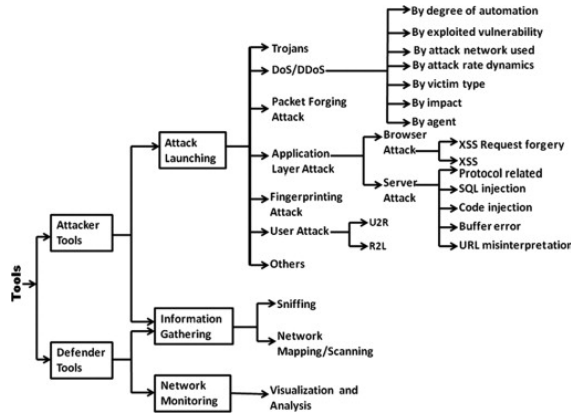 By degree of automation
By exploited vulnerability
Trojans
By attack network used
DoS/DDoS
By attack rate dynamics
By victim type
Packet Forging
Attack
By impact
By agent
Attack
Launching
Browser
Attack
XSS Request forgery
Application
Layer Attack
XSS
Server
Attack
Protocol related
SQL injection
Fingerprinting
Attack
Code injection
Attacker
Tools
User Attack
U2R
Buffer error
R2L
URL misinterpretation
Others
Tools
Information
Gathering
Sniffing
Defender
Tools
Network
Mapping/Scanning
Network
Monitoring
Visualization and
Analysis